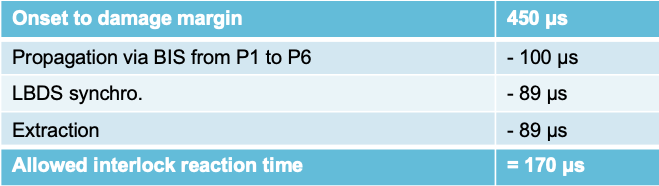 Onset to damage margin 450 µs
Propagation via BIS from P1 to P6 - 100 µs
LBDS synchro. - 89 µs
Extraction - 89 µs
Allowed interlock reaction time = 170 µs